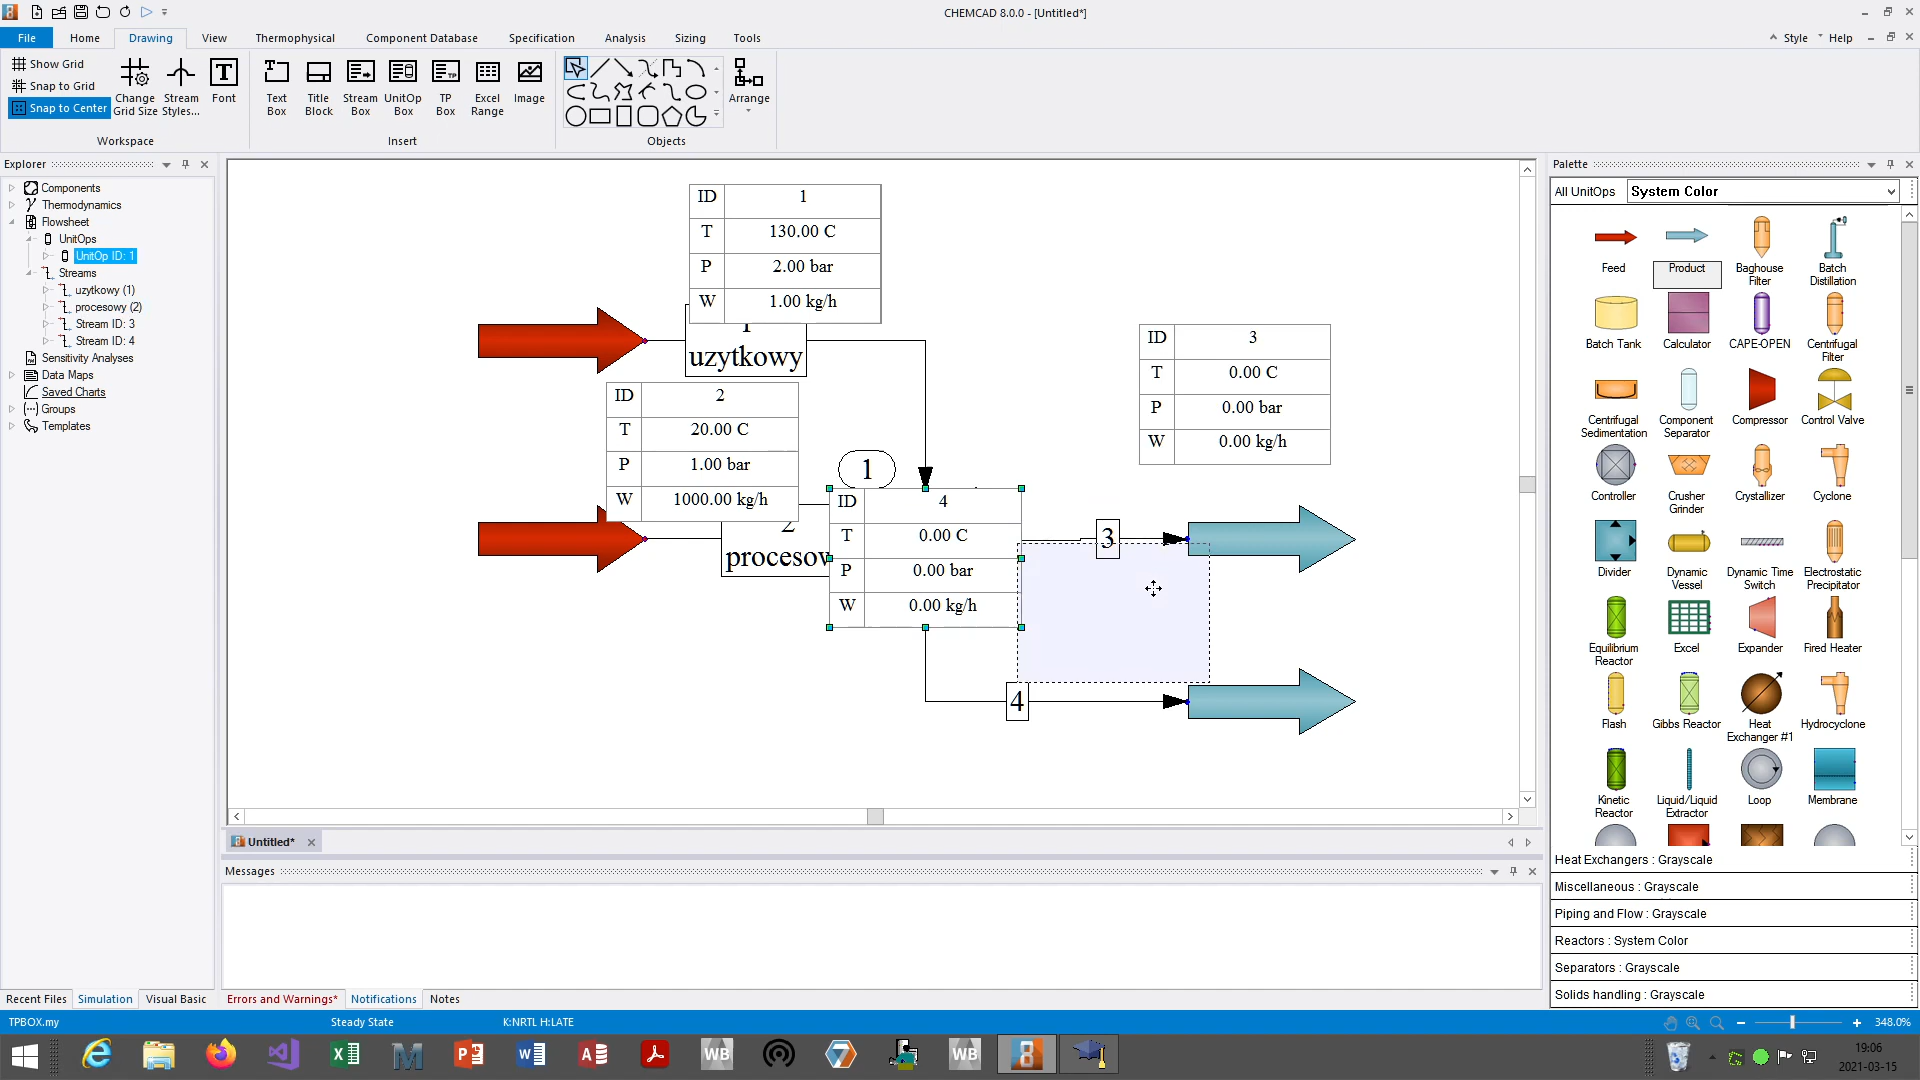 CHEMCAD 8.0.0 - [Untitled*]
File Home Drawing View Thermophysical Component Database Specification Analysis Sizing Tools Style Help
Show Grid
Snap to Grid
Snap to Center
Change Grid Size
Stream Styles...
Font
Workspace
Text Box
Title Block
Stream Box
UnitOp Box
TP Box
Excel Range
Image
Insert
Arrange
Objects
Explorer
Components
Thermodynamics
Flowsheet
UnitOps
UnitOp ID: 1
Streams
uzytkowy (1)
procesowy (2)
Stream ID: 3
Stream ID: 4
Sensitivity Analyses
Data Maps
Saved Charts
Groups
Templates
Recent Files Simulation Visual Basic
ID 1
T 130.00 C
P 2.00 bar
W 1.00 kg/h
uzytkowy
ID 2
T 20.00 C
P 1.00 bar
W 1000.00 kg/h
2
procesow
1
ID 3
T 0.00 C
P 0.00 bar
W 0.00 kg/h
ID 4
T 0.00 C
P 0.00 bar
W 0.00 kg/h
3
4
Untitled*
Messages
Errors and Warnings* Notifications Notes
Palette
All UnitOps System Color
Feed
Product
Baghouse Filter
Batch Distillation
Batch Tank
Calculator
CAPE-OPEN
Centrifugal Filter
Centrifugal Sedimentation
Component Separator
Compressor
Control Valve
Controller
Crusher Grinder
Crystallizer
Cyclone
Divider
Dynamic Vessel
Dynamic Time Switch
Electrostatic Precipitator
Equilibrium Reactor
Excel
Expander
Fired Heater
Flash
Gibbs Reactor
Heat Exchanger #1
Hydrocyclone
Kinetic Reactor
Liquid/Liquid Extractor
Loop
Membrane
Heat Exchangers : Grayscale
Miscellaneous : Grayscale
Piping and Flow : Grayscale
Reactors : System Color
Separators : Grayscale
Solids handling : Grayscale
TPBOX.my Steady State K:NRTL H:LATE 348.0%
WB
WB
19:06
2021-03-15